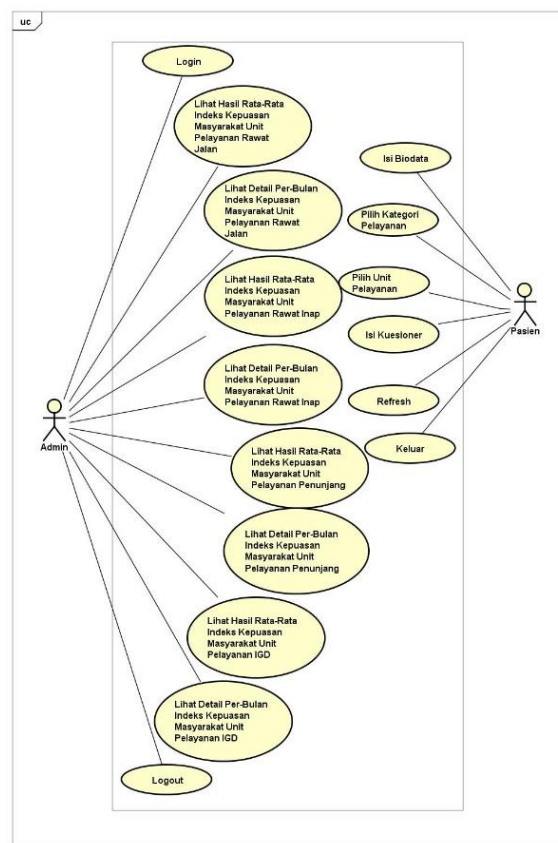 uc
Login
Lihat Hasil Rata-Rata
Indeks Kepuasan
Masyarakat Unit
Pelayanan Rawat
Jalan
Lihat Detail Per-Bulan
Indeks Kepuasan
Masyarakat Unit
Pelayanan Rawat
Jalan
Lihat Hasil Rata-Rata
Indeks Kepuasan
Masyarakat Unit
Pelayanan Rawat Inap
Lihat Detail Per-Bulan
Indeks Kepuasan
Masyarakat Unit
Pelayanan Rawat Inap
Admin
Lihat Hasil Rata-Rata
Indeks Kepuasan
Masyarakat Unit
Pelayanan Penunjang
Lihat Detail Per-Bulan
Indeks Kepuasan
Masyarakat Unit
Pelayanan Penunjang
Lihat Hasil Rata-Rata
Indeks Kepuasan
Masyarakat Unit
Pelayanan IGD
Lihat Detail Per-Bulan
Indeks Kepuasan
Masyarakat Unit
Pelayanan IGD
Logout
Isi Biodata
Pilih Kategori
Pelayanan
Pilih Unit
Pelayanan
Isi Kuesioner
Refresh
Keluar
Pasien